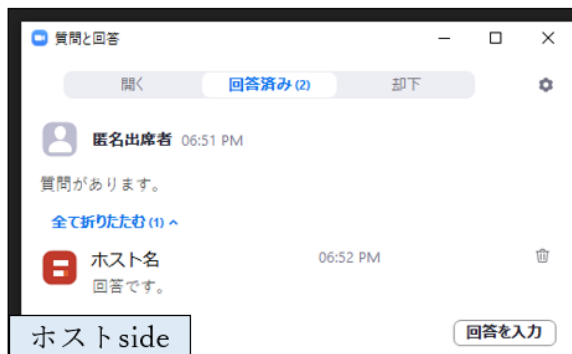 質問と回答
開く 回答済み (2) 却下
匿名出席者 06:51 PM
質問があります。
全て折りたたむ (1)
ホスト名 06:52 PM
回答です。
回答を入力
ホストside